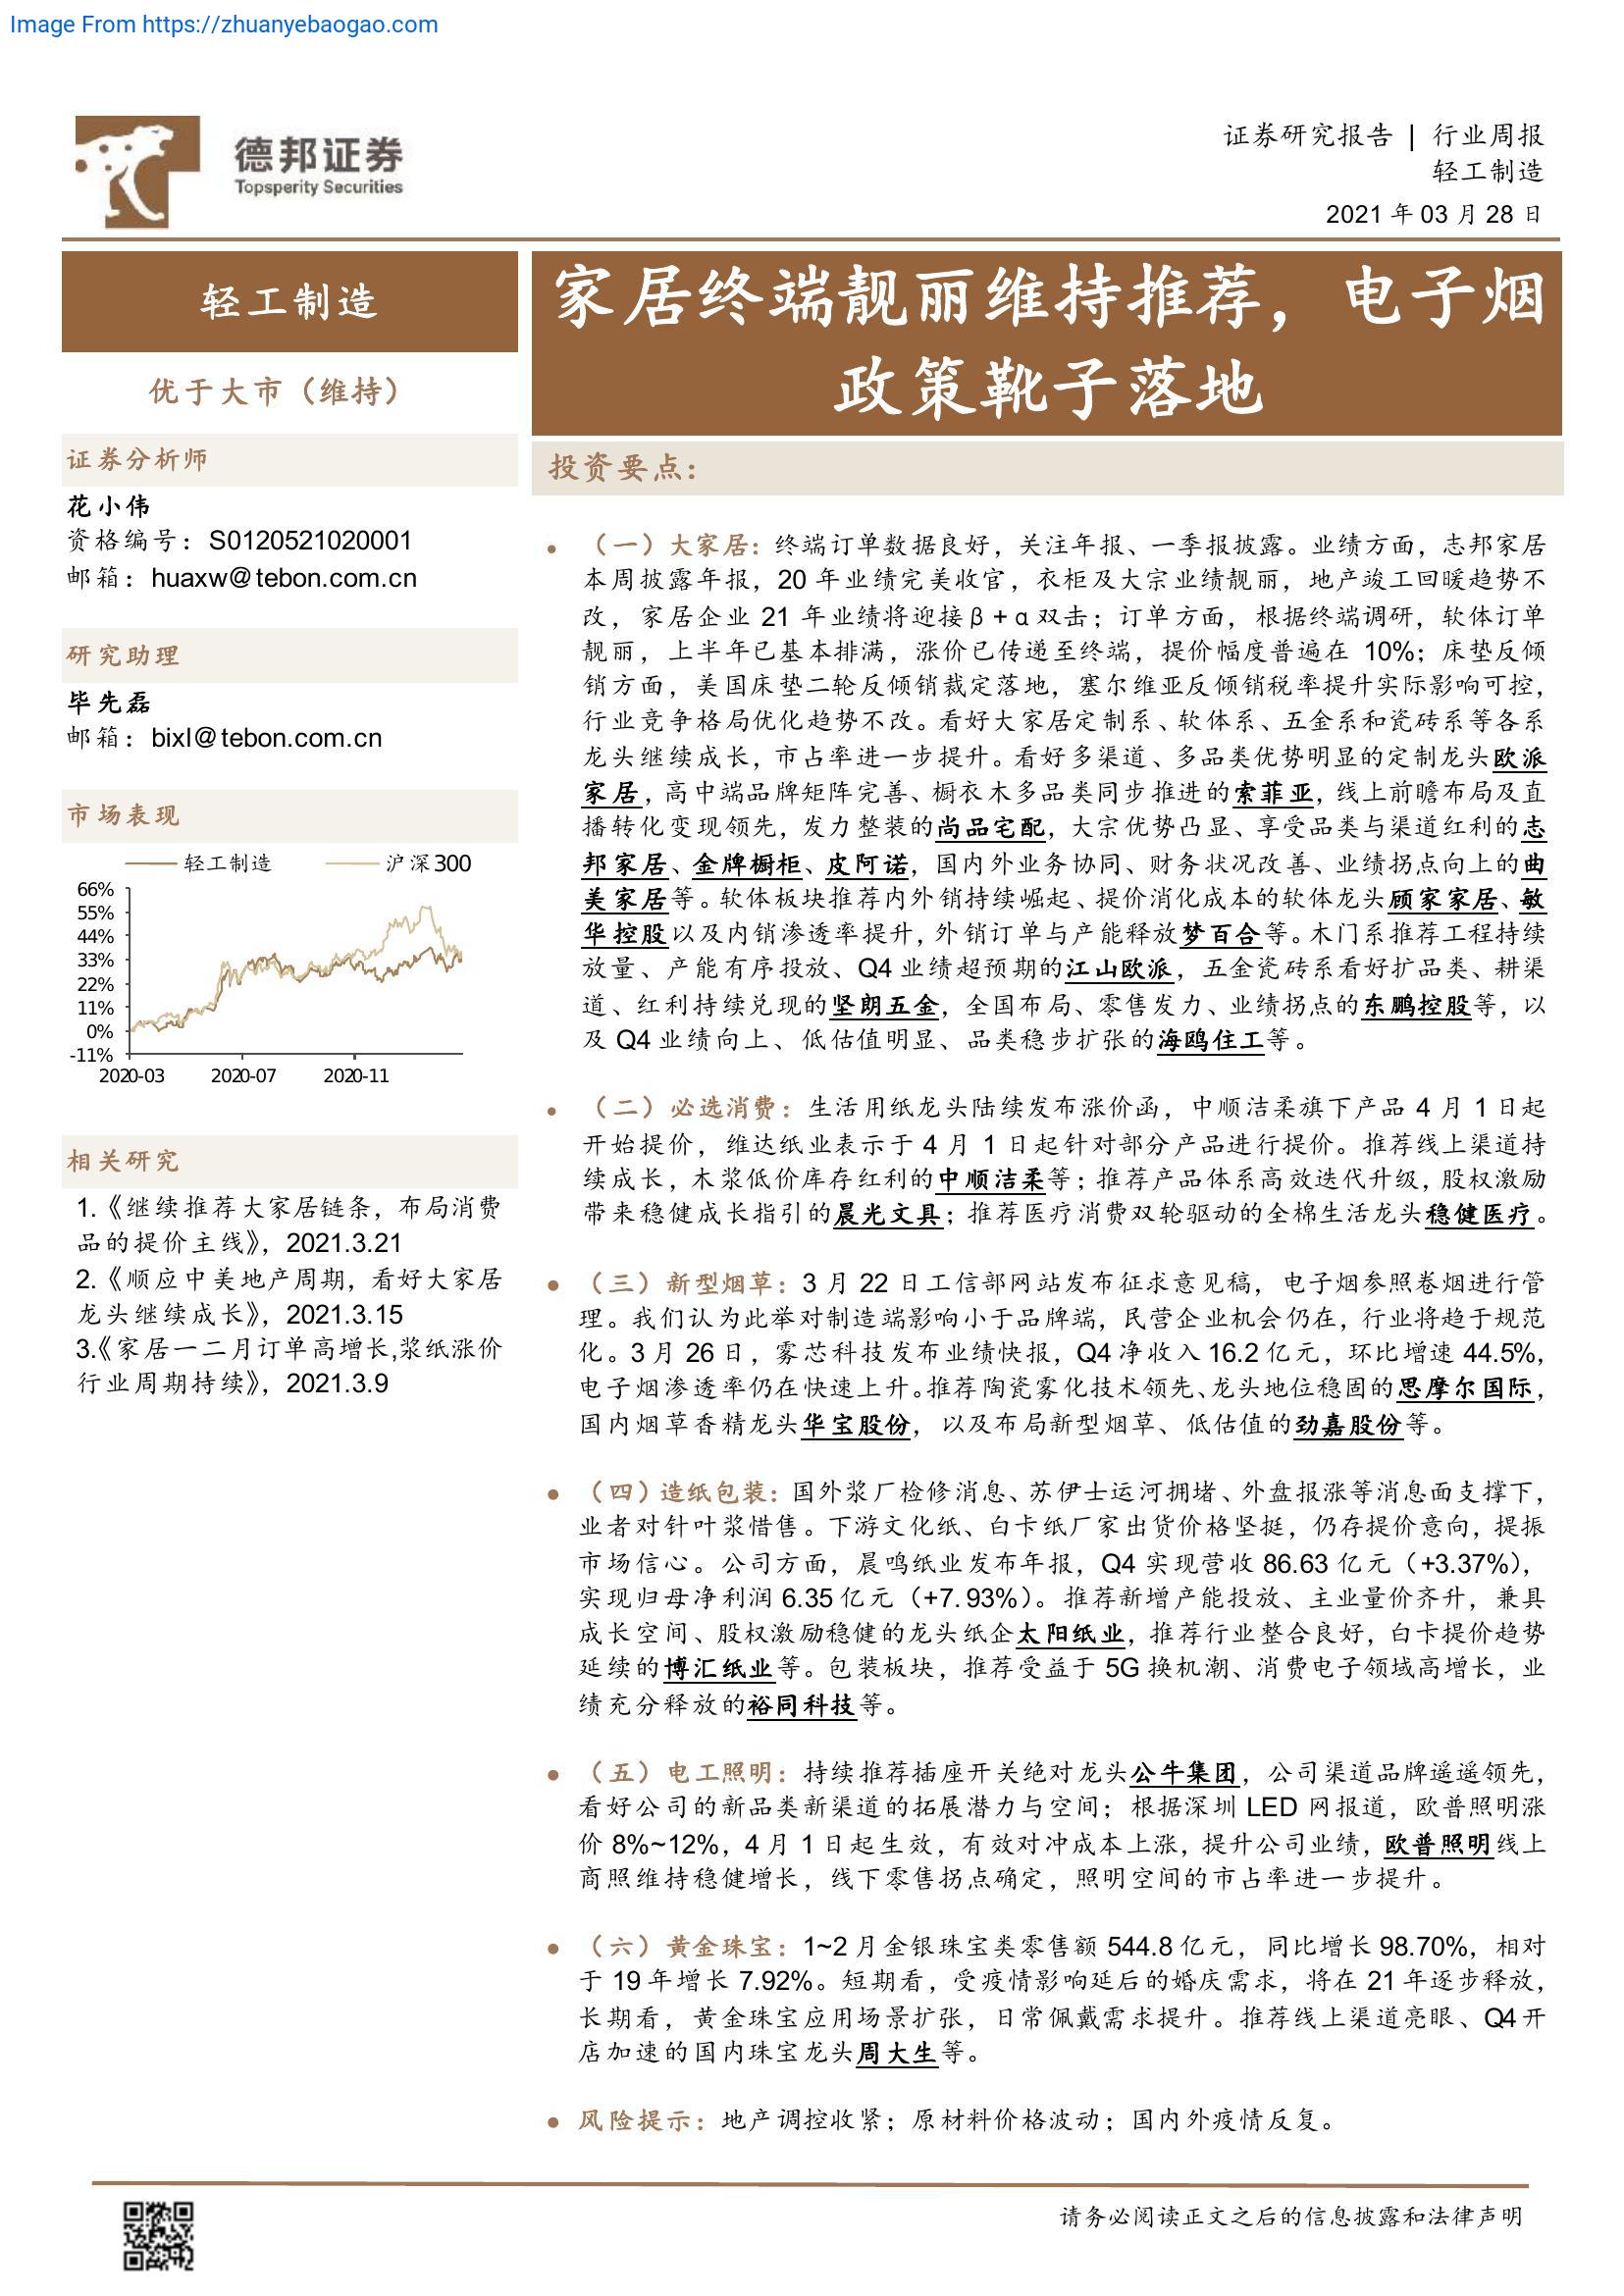 Image From https://zhuanyebaogao.com
德邦证券
Topsperity Securities
证券研究报告 | 行业周报
轻工制造
2021 年 03 月 28 日
轻工制造
优于大市（维持）
证券分析师
花小伟
资格编号：S0120521020001
邮箱：huaxw@tebon.com.cn
研究助理
毕先磊
邮箱：bixl@tebon.com.cn
市场表现
轻工制造 沪深300
66%
55%
44%
33%
22%
11%
0%
-11%
2020-03 2020-07 2020-11
相关研究
1.《继续推荐大家居链条，布局消费
品的提价主线》，2021.3.21
2.《顺应中美地产周期，看好大家居
龙头继续成长》，2021.3.15
3.《家居一二月订单高增长,浆纸涨价
行业周期持续》，2021.3.9
家居终端靓丽维持推荐，电子烟
政策靴子落地
投资要点：
（一）大家居：终端订单数据良好，关注年报、一季报披露。业绩方面，志邦家居
本周披露年报，20 年业绩完美收官，衣柜及大宗业绩靓丽，地产竣工回暖趋势不
改，家居企业 21 年业绩将迎接β+α双击；订单方面，根据终端调研，软体订单
靓丽，上半年已基本排满，涨价已传递至终端，提价幅度普遍在 10%；床垫反倾
销方面，美国床垫二轮反倾销裁定落地，塞尔维亚反倾销税率提升实际影响可控，
行业竞争格局优化趋势不改。看好大家居定制系、软体系、五金系和瓷砖系等各系
龙头继续成长，市占率进一步提升。看好多渠道、多品类优势明显的定制龙头欧派
家居，高中端品牌矩阵完善、橱衣木多品类同步推进的索菲亚，线上前瞻布局及直
播转化变现领先，发力整装的尚品宅配，大宗优势凸显、享受品类与渠道红利的志
邦家居、金牌橱柜、皮阿诺，国内外业务协同、财务状况改善、业绩拐点向上的曲
美家居等。软体板块推荐内外销持续崛起、提价消化成本的软体龙头顾家家居、敏
华控股以及内销渗透率提升，外销订单与产能释放梦百合等。木门系推荐工程持续
放量、产能有序投放、Q4 业绩超预期的江山欧派，五金瓷砖系看好扩品类、耕渠
道、红利持续兑现的坚朗五金，全国布局、零售发力、业绩拐点的东鹏控股等，以
及 Q4 业绩向上、低估值明显、品类稳步扩张的海鸥住工等。
（二）必选消费：生活用纸龙头陆续发布涨价函，中顺洁柔旗下产品 4 月 1 日起
开始提价，维达纸业表示于 4 月 1 日起针对部分产品进行提价。推荐线上渠道持
续成长，木浆低价库存红利的中顺洁柔等；推荐产品体系高效迭代升级，股权激励
带来稳健成长指引的晨光文具；推荐医疗消费双轮驱动的全棉生活龙头稳健医疗。
（三）新型烟草：3 月 22 日工信部网站发布征求意见稿，电子烟参照卷烟进行管
理。我们认为此举对制造端影响小于品牌端，民营企业机会仍在，行业将趋于规范
化。3 月 26 日，雾芯科技发布业绩快报，Q4 净收入 16.2 亿元，环比增速 44.5%，
电子烟渗透率仍在快速上升。推荐陶瓷雾化技术领先、龙头地位稳固的思摩尔国际，
国内烟草香精龙头华宝股份，以及布局新型烟草、低估值的劲嘉股份等。
（四）造纸包装：国外浆厂检修消息、苏伊士运河拥堵、外盘报涨等消息面支撑下，
业者对针叶浆惜售。下游文化纸、白卡纸厂家出货价格坚挺，仍存提价意向，提振
市场信心。公司方面，晨鸣纸业发布年报，Q4 实现营收 86.63 亿元（+3.37%），
实现归母净利润 6.35 亿元（+7.93%）。推荐新增产能投放、主业量价齐升，兼具
成长空间、股权激励稳健的龙头纸企太阳纸业，推荐行业整合良好，白卡提价趋势
延续的博汇纸业等。包装板块，推荐受益于 5G 换机潮、消费电子领域高增长，业
绩充分释放的裕同科技等。
（五）电工照明：持续推荐插座开关绝对龙头公牛集团，公司渠道品牌遥遥领先，
看好公司的新品类新渠道的拓展潜力与空间；根据深圳 LED 网报道，欧普照明涨
价 8%~12%，4 月 1 日起生效，有效对冲成本上涨，提升公司业绩，欧普照明线上
商照维持稳健增长，线下零售拐点确定，照明空间的市占率进一步提升。
（六）黄金珠宝：1~2 月金银珠宝类零售额 544.8 亿元，同比增长 98.70%，相对
于 19 年增长 7.92%。短期看，受疫情影响延后的婚庆需求，将在 21 年逐步释放，
长期看，黄金珠宝应用场景扩张，日常佩戴需求提升。推荐线上渠道亮眼、Q4 开
店加速的国内珠宝龙头周大生等。
风险提示：地产调控收紧；原材料价格波动；国内外疫情反复。
请务必阅读正文之后的信息披露和法律声明